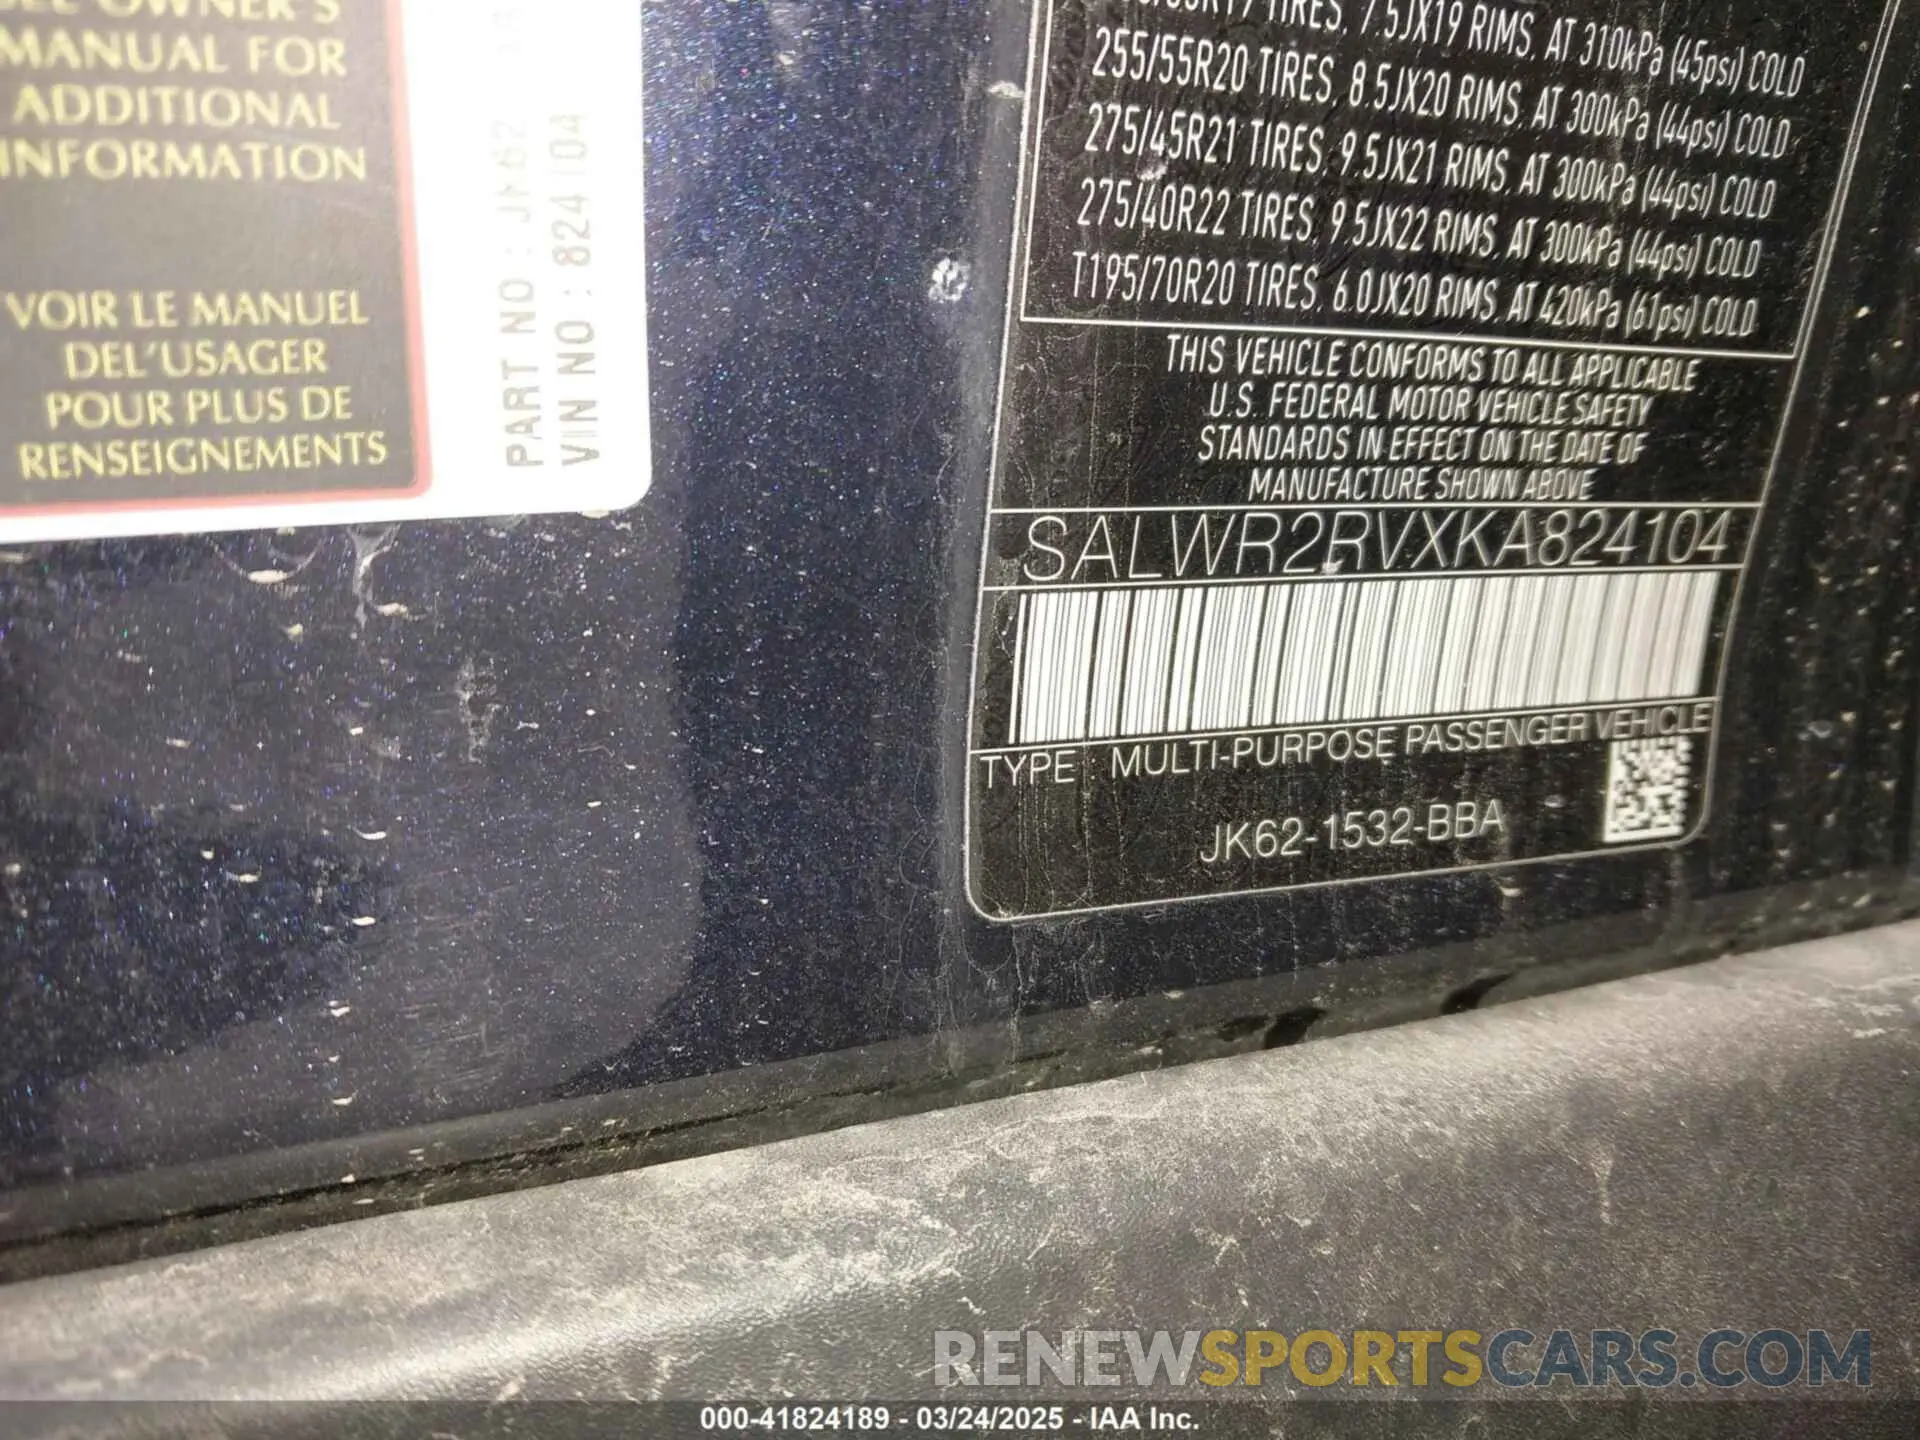 OWNER'S
MANUAL FOR
ADDITIONAL
INFORMATION
VOIR LE MANUEL
DEL'USAGER
POUR PLUS DE
RENSEIGNEMENTS
PART NO : JK62
VIN NO : 824104
TIRES, 7.5JX19 RIMS, AT 310kPa (45psi) COLD
255/55R20 TIRES, 8.5JX20 RIMS, AT 300kPa (44psi) COLD
275/45R21 TIRES, 9.5JX21 RIMS, AT 300kPa (44psi) COLD
275/40R22 TIRES, 9.5JX22 RIMS, AT 300kPa (44psi) COLD
T195/70R20 TIRES, 6.0JX20 RIMS, AT 420kPa (61psi) COLD
THIS VEHICLE CONFORMS TO ALL APPLICABLE
U.S. FEDERAL MOTOR VEHICLE SAFETY
STANDARDS IN EFFECT ON THE DATE OF
MANUFACTURE SHOWN ABOVE
SALWR2RVXKA824104
TYPE : MULTI-PURPOSE PASSENGER VEHICLE
JK62-1532-BBA
RENEWSPORTSCARS.COM
000-41824189 - 03/24/2025 - IAA Inc.